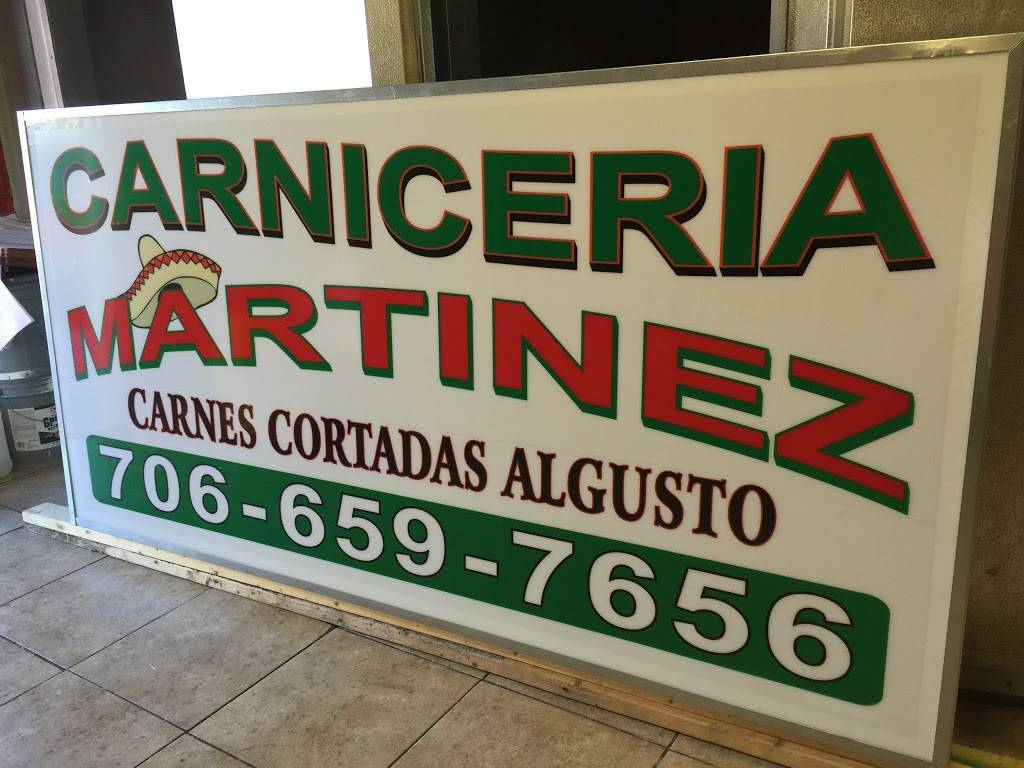 CARNICERIA
MARTINEZ
CARNES CORTADAS ALGUSTO
706-659-7656